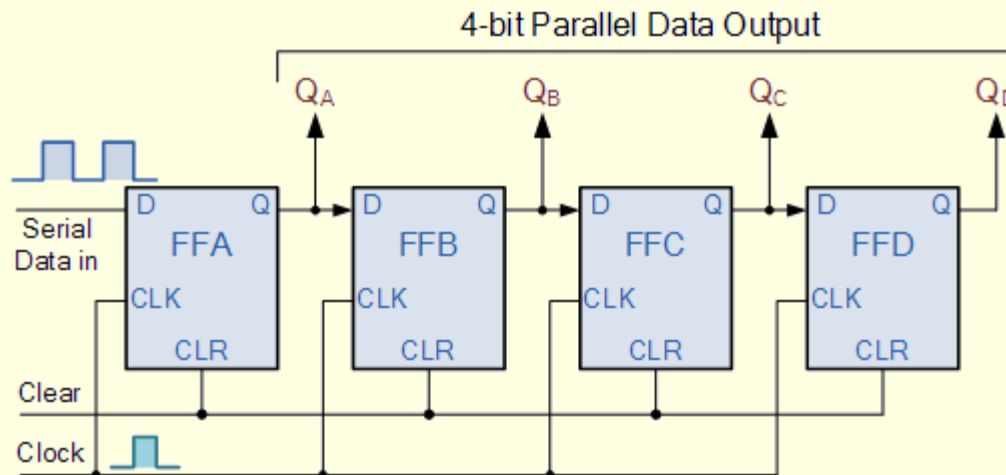 4-bit Parallel Data Output
QA QB QC QD
D Q D Q D Q D Q
Serial
Data in
FFA FFB FFC FFD
CLK CLK CLK CLK
CLR CLR CLR CLR
Clear
Clock